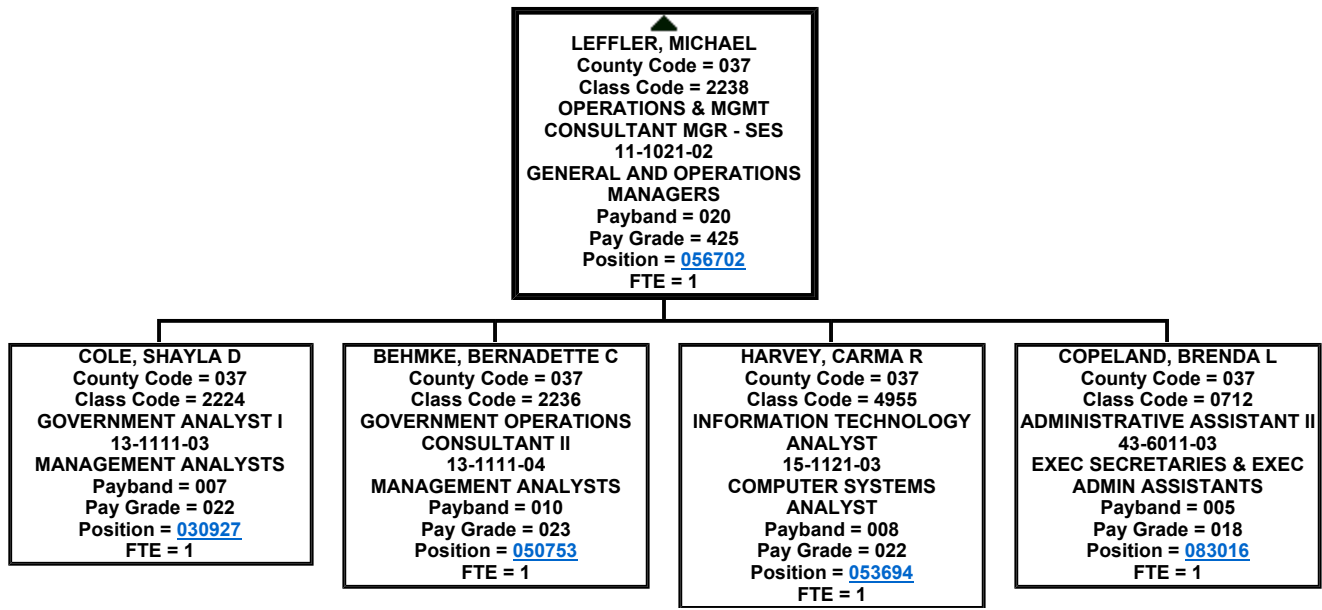 LEFFLER, MICHAEL
County Code = 037
Class Code = 2238
OPERATIONS & MGMT
CONSULTANT MGR - SES
11-1021-02
GENERAL AND OPERATIONS
MANAGERS
Payband = 020
Pay Grade = 425
Position = 056702
FTE = 1
COLE, SHAYLA D
County Code = 037
Class Code = 2224
GOVERNMENT ANALYST I
13-1111-03
MANAGEMENT ANALYSTS
Payband = 007
Pay Grade = 022
Position = 030927
FTE = 1
BEHMKE, BERNADETTE C
County Code = 037
Class Code = 2236
GOVERNMENT OPERATIONS
CONSULTANT II
13-1111-04
MANAGEMENT ANALYSTS
Payband = 010
Pay Grade = 023
Position = 050753
FTE = 1
HARVEY, CARMA R
County Code = 037
Class Code = 4955
INFORMATION TECHNOLOGY
ANALYST
15-1121-03
COMPUTER SYSTEMS
ANALYST
Payband = 008
Pay Grade = 022
Position = 053694
FTE = 1
COPELAND, BRENDA L
County Code = 037
Class Code = 0712
ADMINISTRATIVE ASSISTANT II
43-6011-03
EXEC SECRETARIES & EXEC
ADMIN ASSISTANTS
Payband = 005
Pay Grade = 018
Position = 083016
FTE = 1